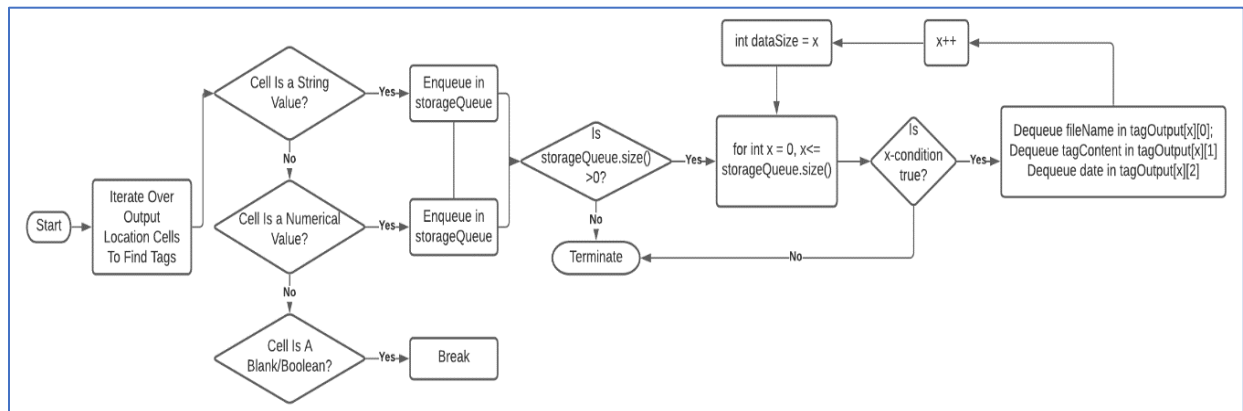 Start
Iterate Over
Output
Location Cells
To Find Tags
Cell Is a String
Value?
Yes
Enqueue in
storageQueue
No
Cell Is a Numerical
Value?
Yes
Enqueue in
storageQueue
No
Cell Is A
Blank/Boolean?
Yes
Break
Is
storageQueue.size()
>0?
Yes
No
Terminate
for int x = 0, x<=
storageQueue.size()
Is
x-condition
true?
Yes
No
Dequeue fileName in tagOutput[x][0];
Dequeue tagContent in tagOutput[x][1]
Dequeue date in tagOutput[x][2]
x++
int dataSize = x